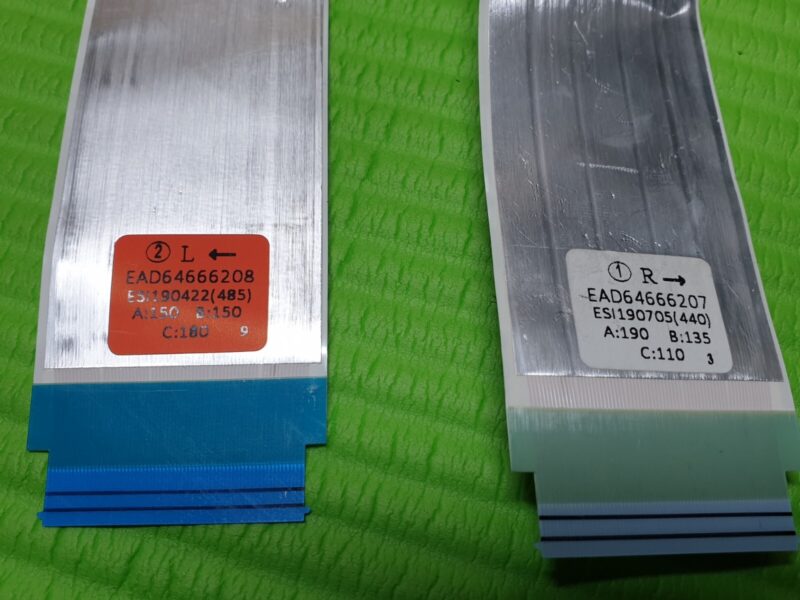 ② L ←
EAD64666208
ESI190422(485)
A:150 B:150
C:180 9
① R →
EAD64666207
ESI190705(440)
A:190 B:135
C:110 3